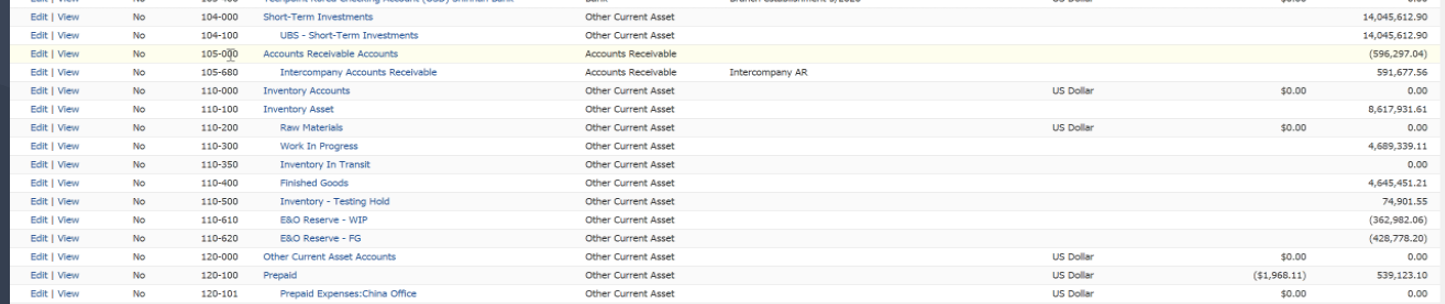 US Dollar $0.00 0.00
Edit | View No 104-000 Short-Term Investments Other Current Asset 14,045,612.90
Edit | View No 104-100 UBS - Short-Term Investments Other Current Asset 14,045,612.90
Edit | View No 105-000 Accounts Receivable Accounts Accounts Receivable (596,297.04)
Edit | View No 105-680 Intercompany Accounts Receivable Accounts Receivable Intercompany AR 591,677.56
Edit | View No 110-000 Inventory Accounts Other Current Asset US Dollar $0.00 0.00
Edit | View No 110-100 Inventory Asset Other Current Asset 8,617,931.61
Edit | View No 110-200 Raw Materials Other Current Asset US Dollar $0.00 0.00
Edit | View No 110-300 Work In Progress Other Current Asset 4,689,339.11
Edit | View No 110-350 Inventory In Transit Other Current Asset 0.00
Edit | View No 110-400 Finished Goods Other Current Asset 4,645,451.21
Edit | View No 110-500 Inventory - Testing Hold Other Current Asset 74,901.55
Edit | View No 110-610 E&O Reserve - WIP Other Current Asset (362,982.06)
Edit | View No 110-620 E&O Reserve - FG Other Current Asset (428,778.20)
Edit | View No 120-000 Other Current Asset Accounts Other Current Asset US Dollar $0.00 0.00
Edit | View No 120-100 Prepaid Other Current Asset US Dollar ($1,968.11) 539,123.10
Edit | View No 120-101 Prepaid Expenses:China Office Other Current Asset US Dollar $0.00 0.00